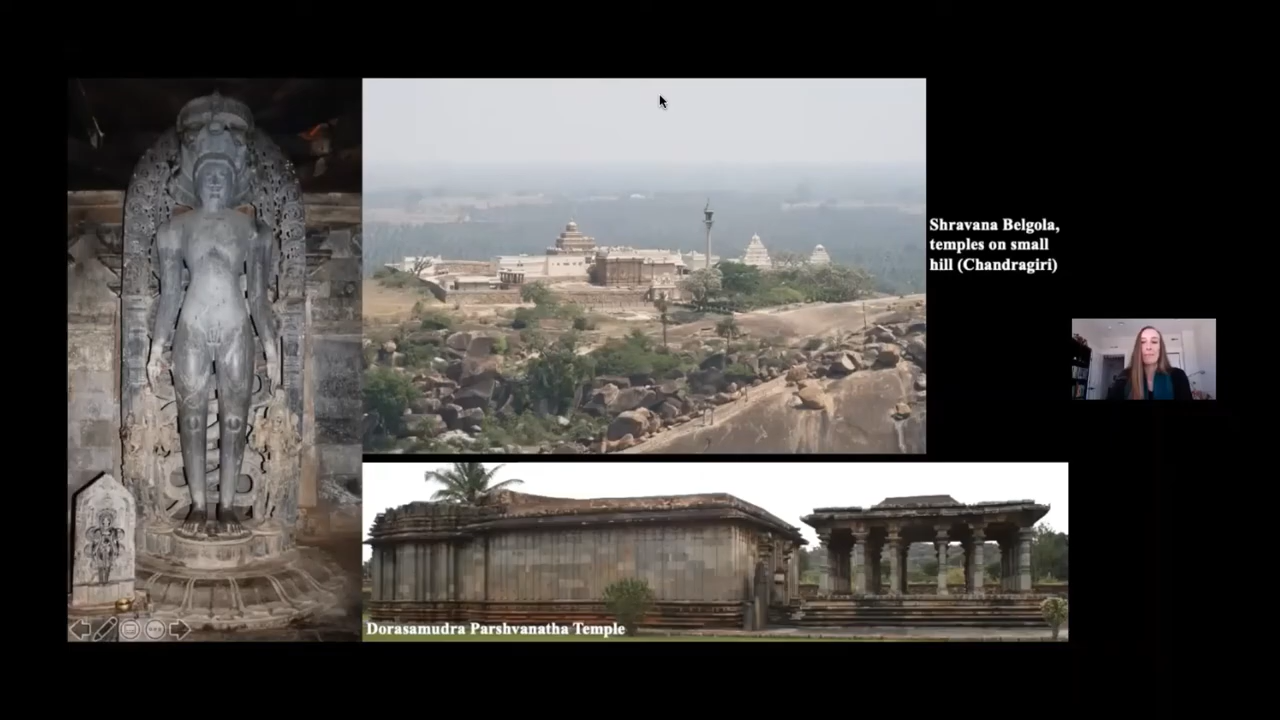 Shravana Belgola,
temples on small
hill (Chandragiri)
Dorasamudra Parshvanatha Temple